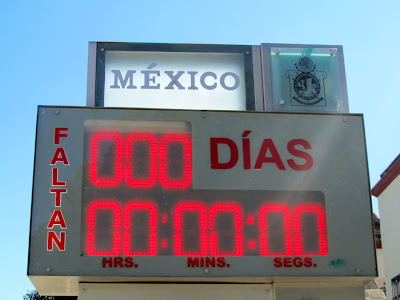 MÉXICO
FALTAN
000 DÍAS
00:00:00
HRS. MINS. SEGS.